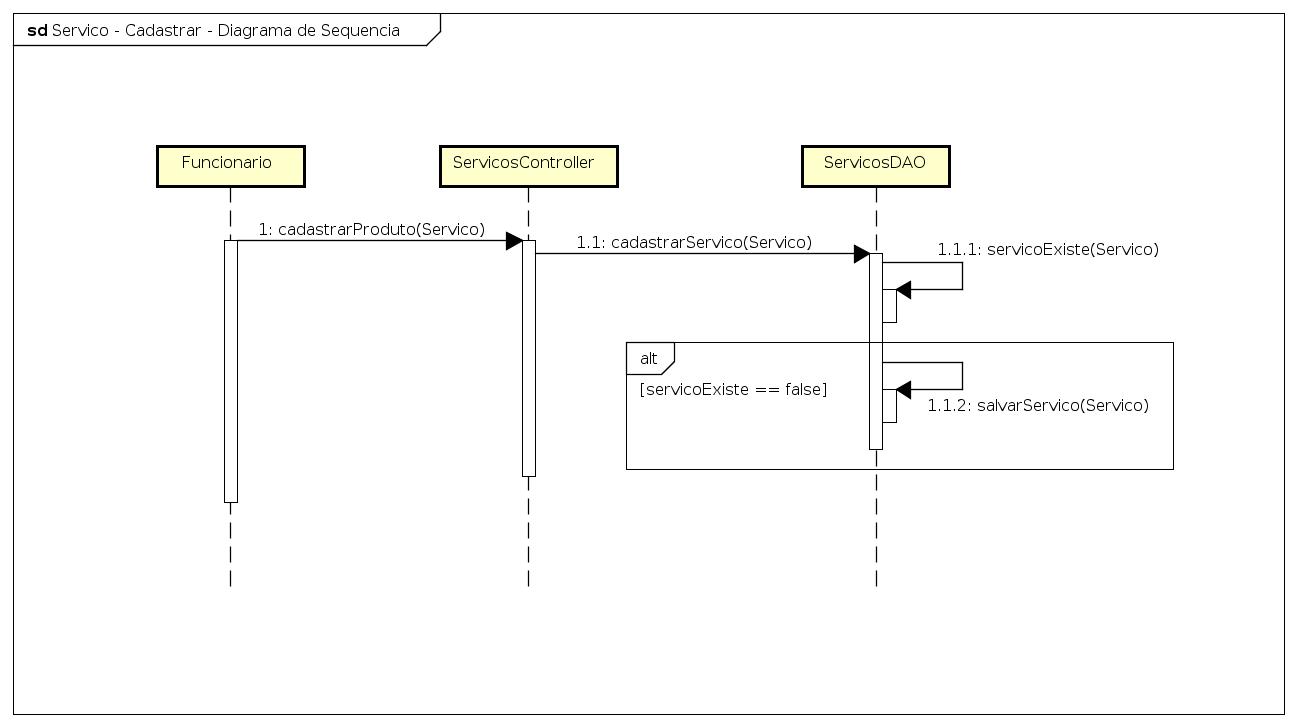 sd Servico - Cadastrar - Diagrama de Sequencia
Funcionario
ServicosController
ServicosDAO
1: cadastrarProduto(Servico)
1.1: cadastrarServico(Servico)
1.1.1: servicoExiste(Servico)
alt
[servicoExiste == false]
1.1.2: salvarServico(Servico)